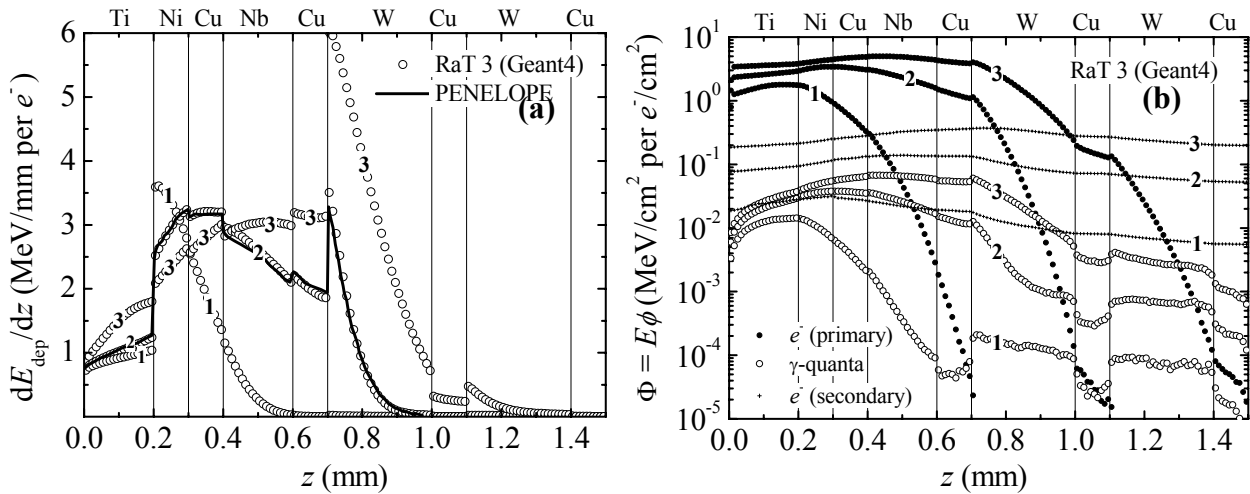 Ti Ni Cu Nb Cu W Cu W Cu
6
5
4
3
2
1
dE_dep/dz (MeV/mm per e⁻)
RaT 3 (Geant4)
PENELOPE
(a)
1
3
3
3
3
3
2
1
2
1
0.0 0.2 0.4 0.6 0.8 1.0 1.2 1.4
z (mm)
Ti Ni Cu Nb Cu W Cu W Cu
10¹
10⁰
10⁻¹
10⁻²
10⁻³
10⁻⁴
10⁻⁵
Φ = Eϕ (MeV/cm² per e⁻/cm²)
RaT 3 (Geant4)
(b)
1
2
3
3
2
1
3
2
1
e⁻ (primary)
γ-quanta
e⁻ (secondary)
0.0 0.2 0.4 0.6 0.8 1.0 1.2 1.4
z (mm)